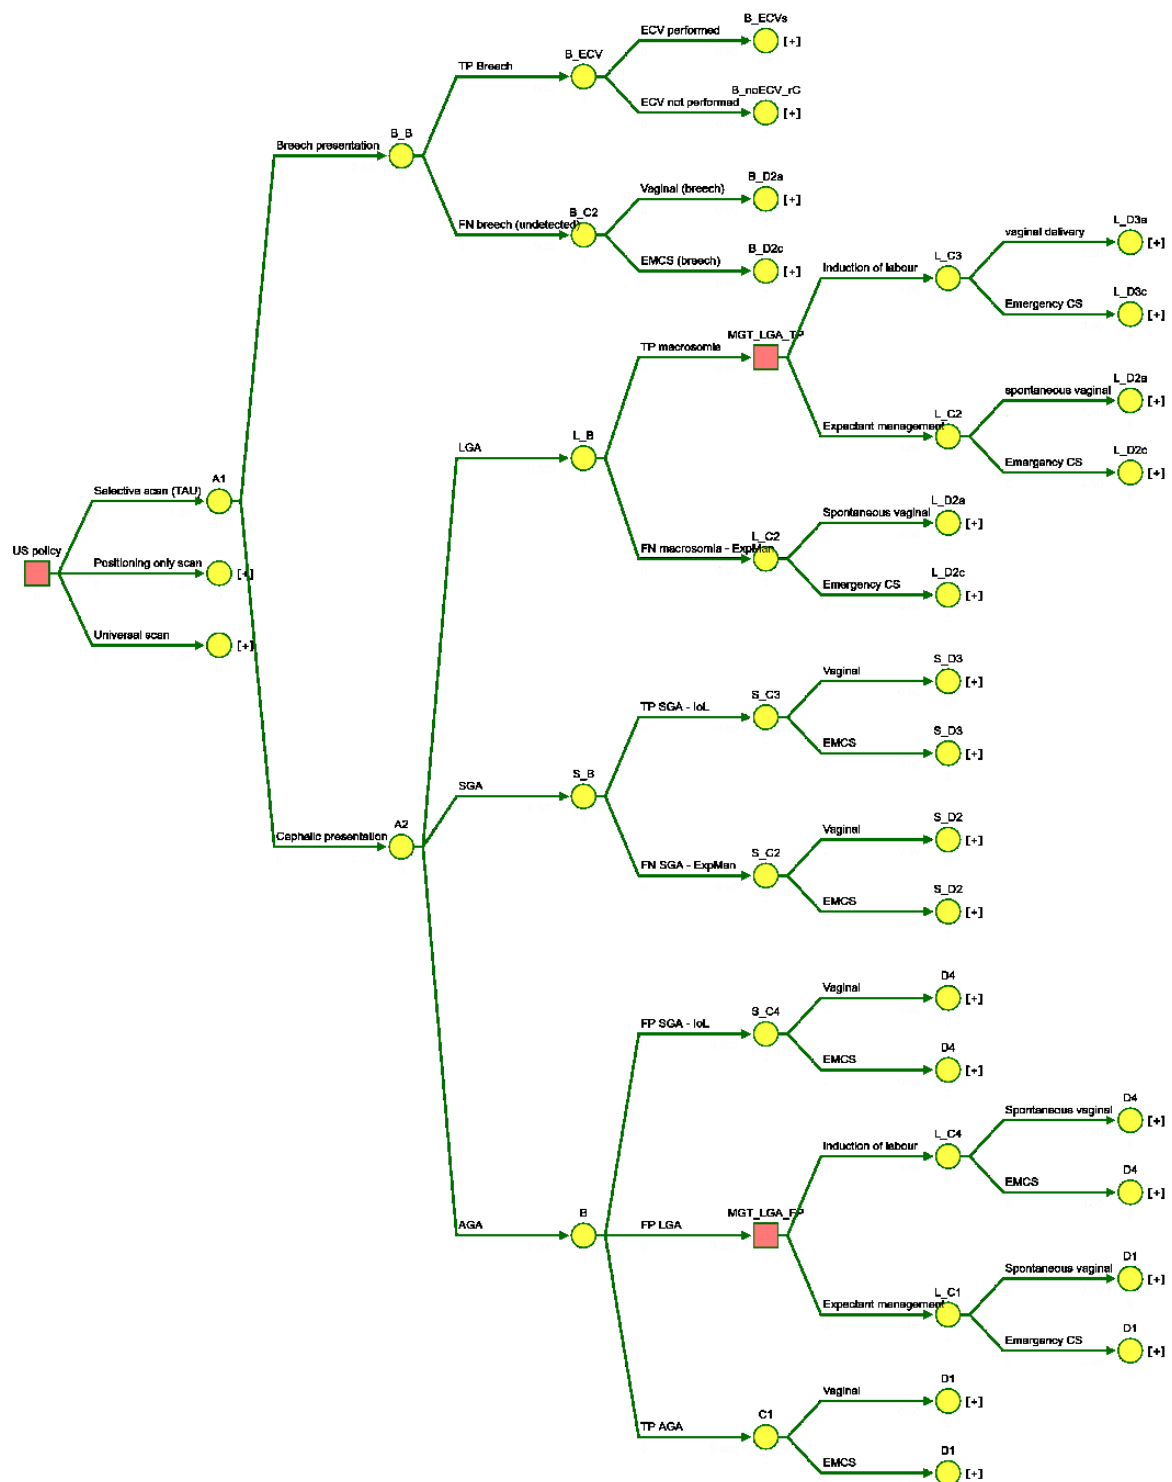 B_ECVs
ECV performed
[+]
B_ECV
TP Breech
B_noECV_rC
ECV not performed
[+]
B_B
Breech presentation
B_D2a
Vaginal (breech)
[+]
B_C2
FN breech (undetected)
B_D2c
EMCS (breech)
[+]
L_D3a
vaginal delivery
[+]
L_C3
Induction of labour
L_D3c
Emergency CS
[+]
MGT_LGA_TP
TP macrosomia
L_D2a
spontaneous vaginal
[+]
L_C2
Expectant management
L_D2c
Emergency CS
[+]
LGA
L_B
A1
Selective scan (TAU)
L_D2a
Spontaneous vaginal
[+]
L_C2
FN macrosomia - ExpMan
US policy
Positioning only scan
[+]
L_D2c
Emergency CS
[+]
Universal scan
[+]
S_D3
Vaginal
[+]
S_C3
TP SGA - IoL
S_D3
EMCS
[+]
S_B
SGA
A2
Cephalic presentation
S_D2
Vaginal
[+]
S_C2
FN SGA - ExpMan
S_D2
EMCS
[+]
D4
Vaginal
[+]
S_C4
FP SGA - IoL
D4
EMCS
[+]
D4
Spontaneous vaginal
[+]
L_C4
Induction of labour
D4
EMCS
[+]
B
AGA
MGT_LGA_FP
FP LGA
D1
Spontaneous vaginal
[+]
L_C1
Expectant management
D1
Emergency CS
[+]
D1
Vaginal
[+]
C1
TP AGA
D1
EMCS
[+]